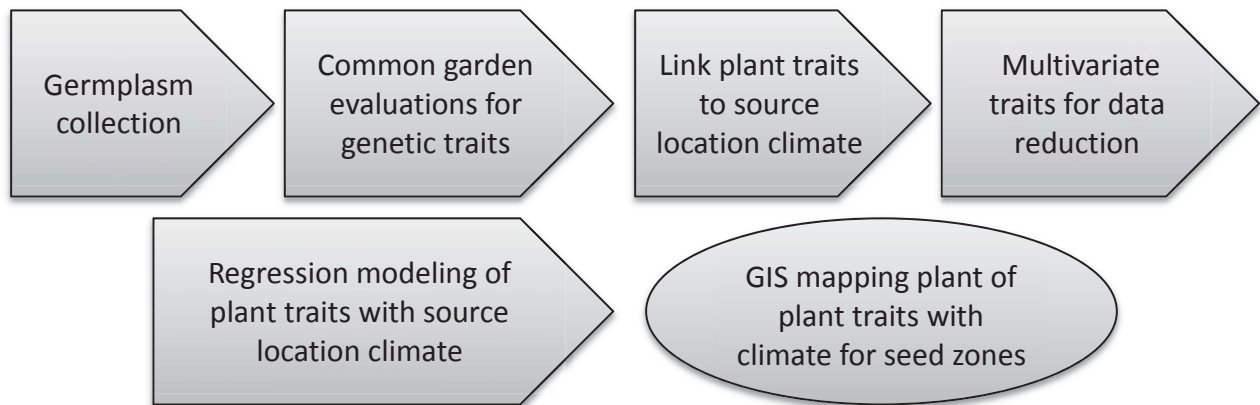 Germplasm
collection
Common garden
evaluations for
genetic traits
Link plant traits
to source
location climate
Multivariate
traits for data
reduction
Regression modeling of
plant traits with source
location climate
GIS mapping plant of
plant traits with
climate for seed zones